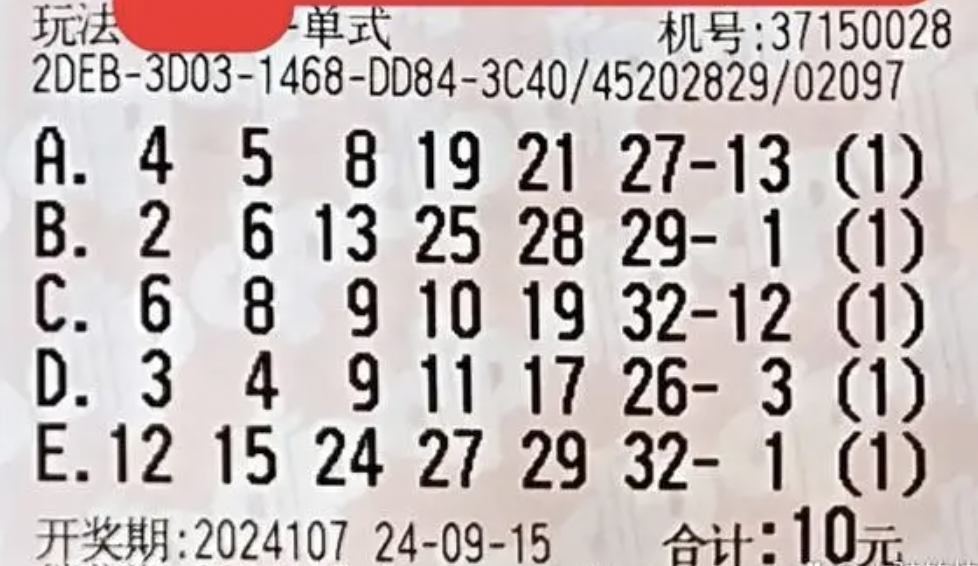 玩法 -单式 机号:37150028
2DEB-3D03-1468-DD84-3C40/45202829/02097
A. 4 5 8 19 21 27-13 (1)
B. 2 6 13 25 28 29- 1 (1)
C. 6 8 9 10 19 32-12 (1)
D. 3 4 9 11 17 26- 3 (1)
E. 12 15 24 27 29 32- 1 (1)
开奖期:2024107 24-09-15 合计:10元